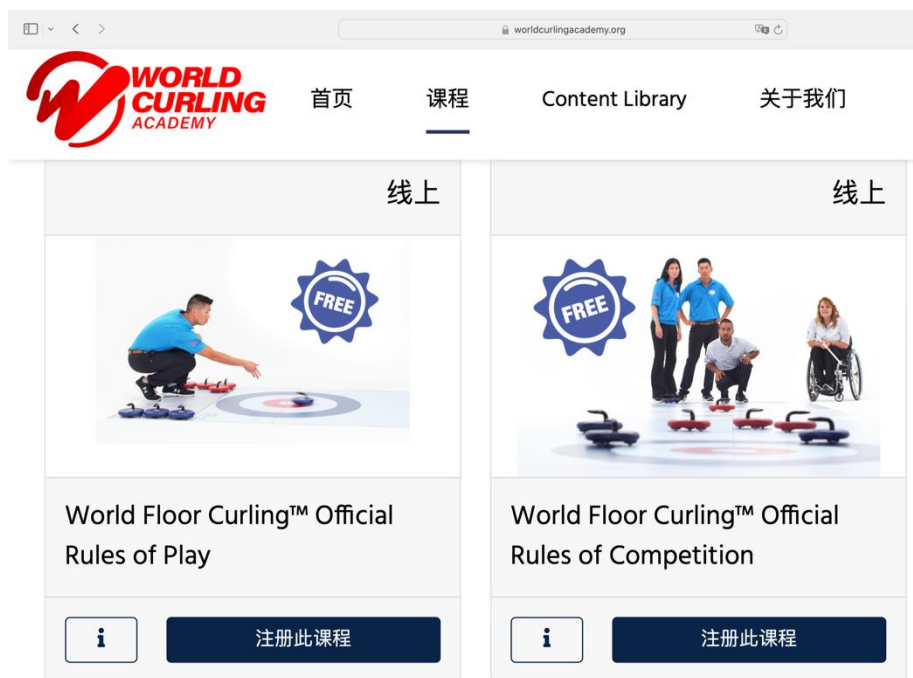 worldcurlingacademy.org
WORLD
CURLING
ACADEMY
首页 课程 Content Library 关于我们
线上
FREE
World Floor Curling™ Official
Rules of Play
i 注册此课程
线上
FREE
World Floor Curling™ Official
Rules of Competition
i 注册此课程